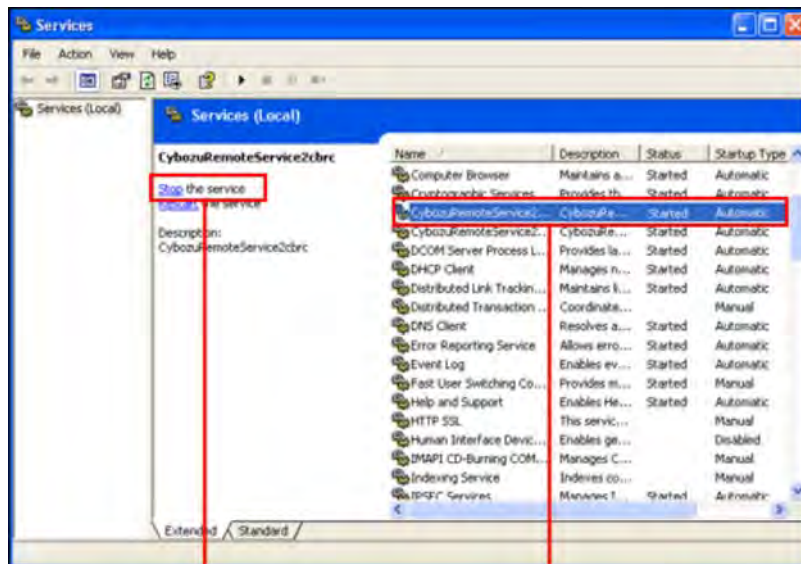 Services
File Action View Help
Services (Local)
Services (Local)
CybozuRemoteService2cbrc
Stop the service
Restart the service
Description:
CybozuRemoteService2cbrc
Name Description Status Startup Type
Computer Browser Maintains a... Started Automatic
Cryptographic Services Provides th... Started Automatic
CybozuRemoteService2... CybozuRe... Started Automatic
CybozuRemoteService2... CybozuRe... Started Automatic
DCOM Server Process L... Provides la... Started Automatic
DHCP Client Manages n... Started Automatic
Distributed Link Trackin... Maintains li... Started Automatic
Distributed Transaction ... Coordinate... Manual
DNS Client Resolves a... Started Automatic
Error Reporting Service Allows erro... Started Automatic
Event Log Enables ev... Started Automatic
Fast User Switching Co... Provides m... Started Manual
Help and Support Enables He... Started Automatic
HTTP SSL This servic... Manual
Human Interface Devic... Enables ge... Disabled
IMAPI CD-Burning COM... Manages C... Manual
Indexing Service Indexes co... Manual
IPSEC Services Manages I... Started Automatic
Extended Standard